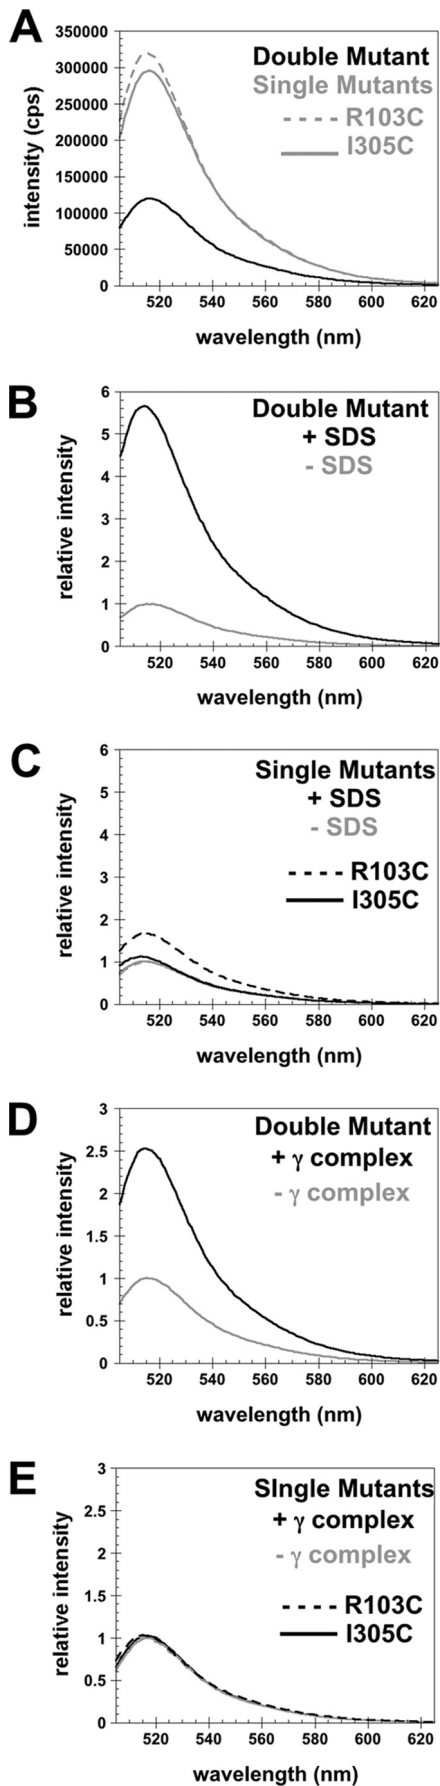 A
350000
300000
250000
200000
150000
100000
50000
0
intensity (cps)
Double Mutant
Single Mutants
R103C
I305C
520 540 560 580 600 620
wavelength (nm)
B
6
5
4
3
2
1
0
relative intensity
Double Mutant
+ SDS
- SDS
520 540 560 580 600 620
wavelength (nm)
C
6
5
4
3
2
1
0
relative intensity
Single Mutants
+ SDS
- SDS
R103C
I305C
520 540 560 580 600 620
wavelength (nm)
D
3
2.5
2
1.5
1
0.5
0
relative intensity
Double Mutant
+ γ complex
- γ complex
520 540 560 580 600 620
wavelength (nm)
E
3
2.5
2
1.5
1
0.5
0
relative intensity
SIngle Mutants
+ γ complex
- γ complex
R103C
I305C
520 540 560 580 600 620
wavelength (nm)